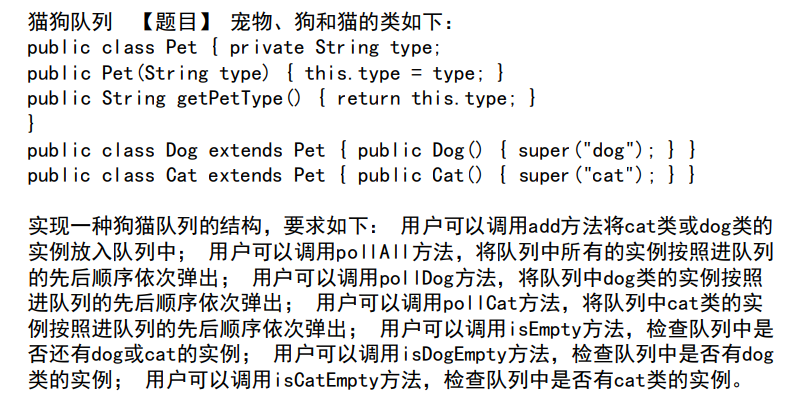 猫狗队列 【题目】 宠物、狗和猫的类如下：
public class Pet { private String type;
public Pet(String type) { this.type = type; }
public String getPetType() { return this.type; }
}
public class Dog extends Pet { public Dog() { super("dog"); } }
public class Cat extends Pet { public Cat() { super("cat"); } }
实现一种狗猫队列的结构，要求如下： 用户可以调用add方法将cat类或dog类的
实例放入队列中； 用户可以调用pollAll方法，将队列中所有的实例按照进队列
的先后顺序依次弹出； 用户可以调用pollDog方法，将队列中dog类的实例按照
进队列的先后顺序依次弹出； 用户可以调用pollCat方法，将队列中cat类的实
例按照进队列的先后顺序依次弹出； 用户可以调用isEmpty方法，检查队列中是
否还有dog或cat的实例； 用户可以调用isDogEmpty方法，检查队列中是否有dog
类的实例； 用户可以调用isCatEmpty方法，检查队列中是否有cat类的实例。